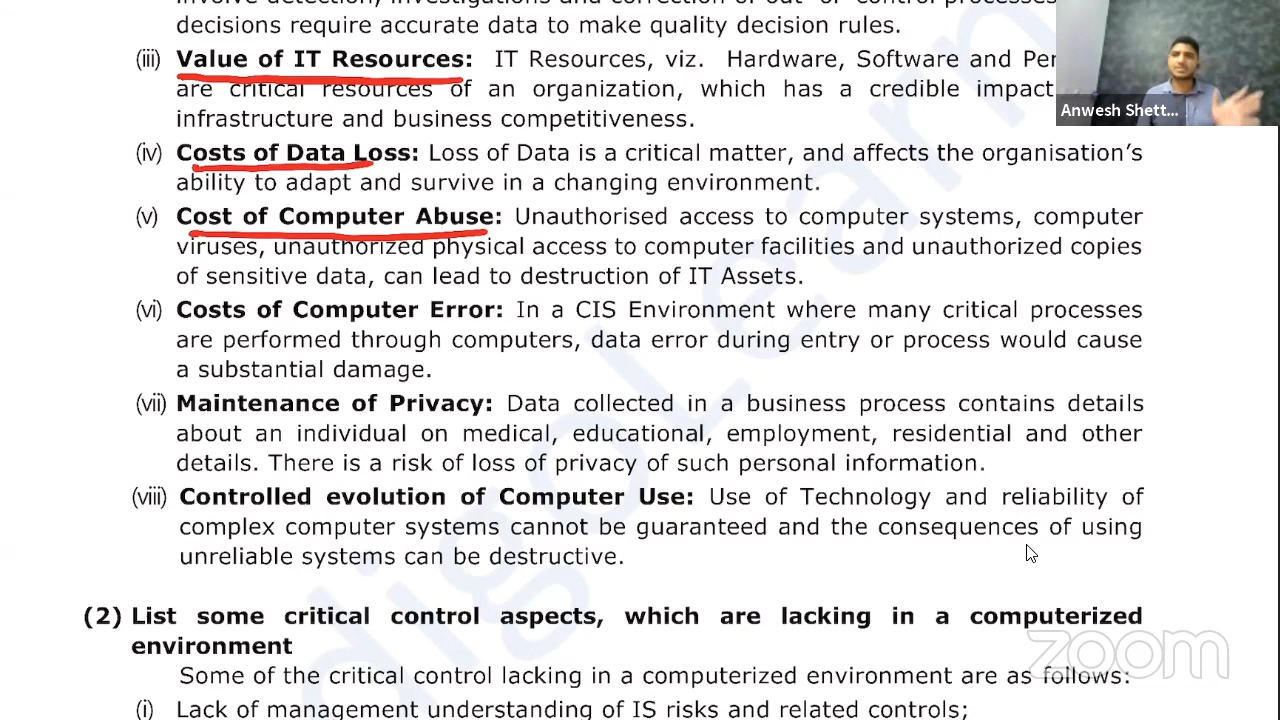 involve detection, investigations and correction of out- of- control processes
decisions require accurate data to make quality decision rules.
(iii) Value of IT Resources: IT Resources, viz. Hardware, Software and Per
are critical resources of an organization, which has a credible impact
infrastructure and business competitiveness.
Anwesh Shett...
(iv) Costs of Data Loss: Loss of Data is a critical matter, and affects the organisation's
ability to adapt and survive in a changing environment.
(v) Cost of Computer Abuse: Unauthorised access to computer systems, computer
viruses, unauthorized physical access to computer facilities and unauthorized copies
of sensitive data, can lead to destruction of IT Assets.
(vi) Costs of Computer Error: In a CIS Environment where many critical processes
are performed through computers, data error during entry or process would cause
a substantial damage.
(vii) Maintenance of Privacy: Data collected in a business process contains details
about an individual on medical, educational, employment, residential and other
details. There is a risk of loss of privacy of such personal information.
(viii) Controlled evolution of Computer Use: Use of Technology and reliability of
complex computer systems cannot be guaranteed and the consequences of using
unreliable systems can be destructive.
(2) List some critical control aspects, which are lacking in a computerized
environment
Some of the critical control lacking in a computerized environment are as follows:
(i) Lack of management understanding of IS risks and related controls;
zoom
digoLearn